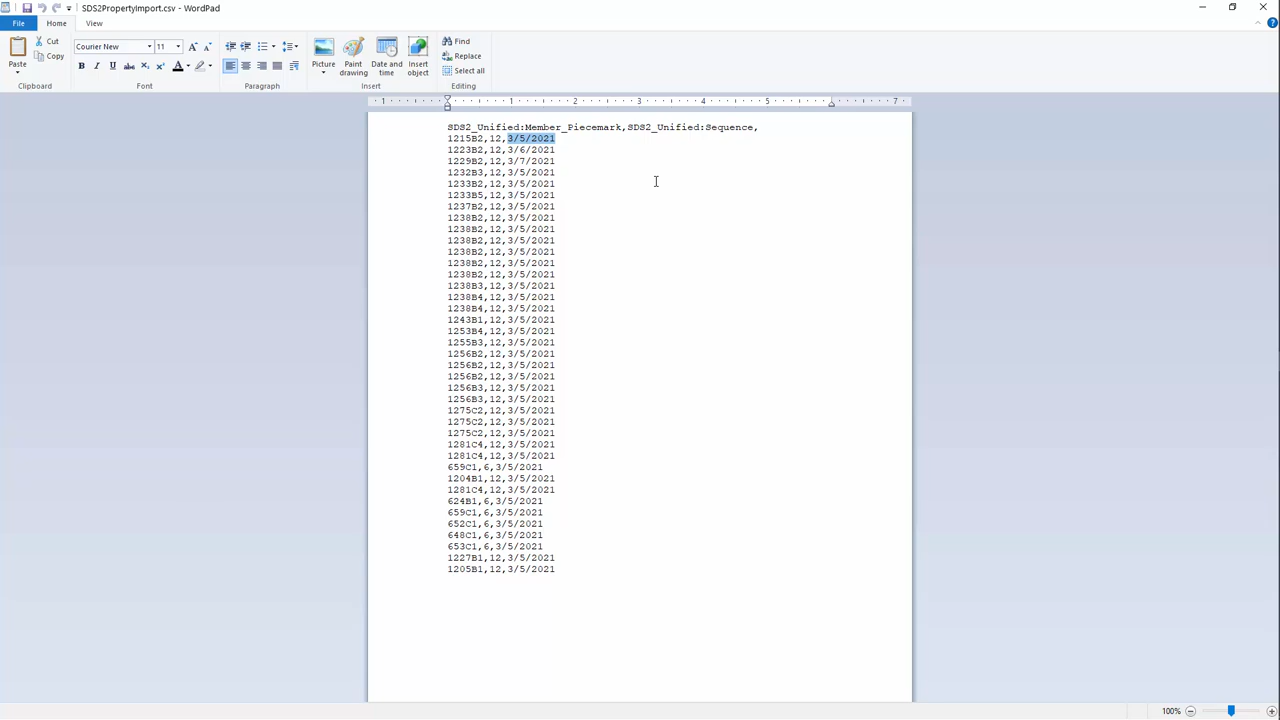 SDS2PropertyImport.csv - WordPad
File
Home
View
Paste
Cut
Copy
Clipboard
Courier New
11
Font
Paragraph
Picture
Paint drawing
Date and time
Insert object
Insert
Find
Replace
Select all
Editing
1 1 2 3 4 5 7
SDS2_Unified:Member_Piecemark,SDS2_Unified:Sequence,
1215B2,12,3/5/2021
1223B2,12,3/6/2021
1229B2,12,3/7/2021
1232B3,12,3/5/2021
1233B2,12,3/5/2021
1233B5,12,3/5/2021
1237B2,12,3/5/2021
1238B2,12,3/5/2021
1238B2,12,3/5/2021
1238B2,12,3/5/2021
1238B2,12,3/5/2021
1238B2,12,3/5/2021
1238B2,12,3/5/2021
1238B3,12,3/5/2021
1238B4,12,3/5/2021
1238B4,12,3/5/2021
1243B1,12,3/5/2021
1253B4,12,3/5/2021
1255B3,12,3/5/2021
1256B2,12,3/5/2021
1256B2,12,3/5/2021
1256B2,12,3/5/2021
1256B3,12,3/5/2021
1256B3,12,3/5/2021
1275C2,12,3/5/2021
1275C2,12,3/5/2021
1275C2,12,3/5/2021
1281C4,12,3/5/2021
1281C4,12,3/5/2021
659C1,6,3/5/2021
1204B1,12,3/5/2021
1281C4,12,3/5/2021
624B1,6,3/5/2021
659C1,6,3/5/2021
652C1,6,3/5/2021
648C1,6,3/5/2021
653C1,6,3/5/2021
1227B1,12,3/5/2021
1205B1,12,3/5/2021
100%